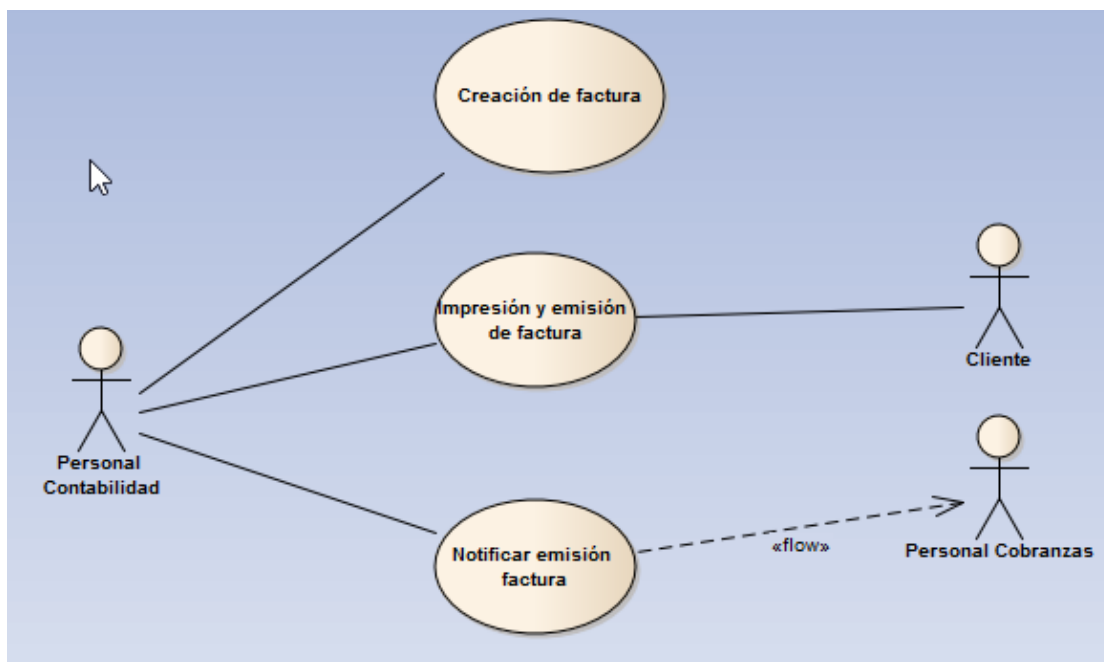 Creación de factura
Impresión y emisión
de factura
Cliente
Personal
Contabilidad
Notificar emisión
factura
«flow»
Personal Cobranzas